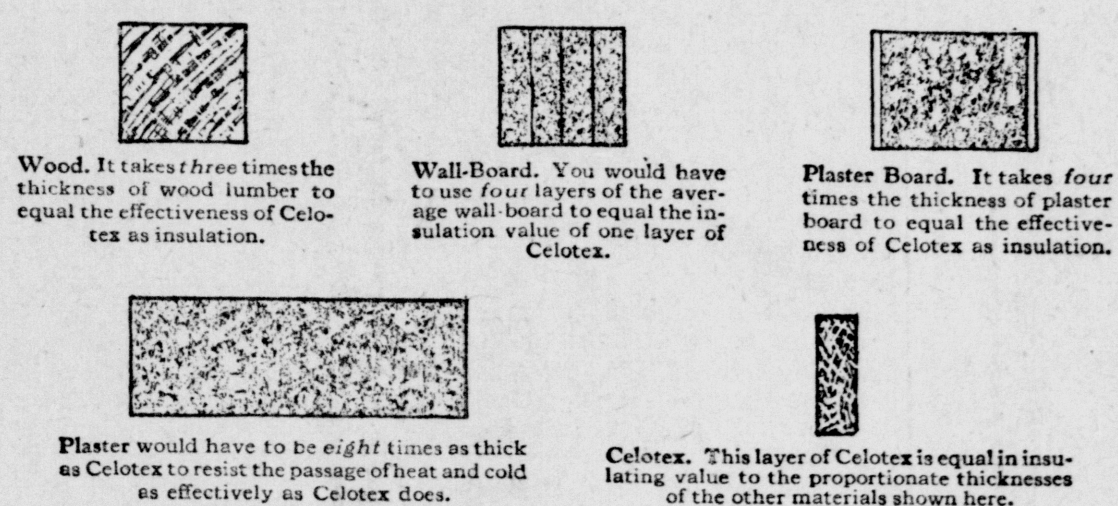 Wood. It takes three times the
thickness of wood lumber to
equal the effectiveness of Celo-
tex as insulation.
Wall-Board. You would have
to use four layers of the aver-
age wall-board to equal the in-
sulation value of one layer of
Celotex.
Plaster Board. It takes four
times the thickness of plaster
board to equal the effective-
ness of Celotex as insulation.
Plaster would have to be eight times as thick
as Celotex to resist the passage of heat and cold
as effectively as Celotex does.
Celotex. This layer of Celotex is equal in insu-
lating value to the proportionate thicknesses
of the other materials shown here.